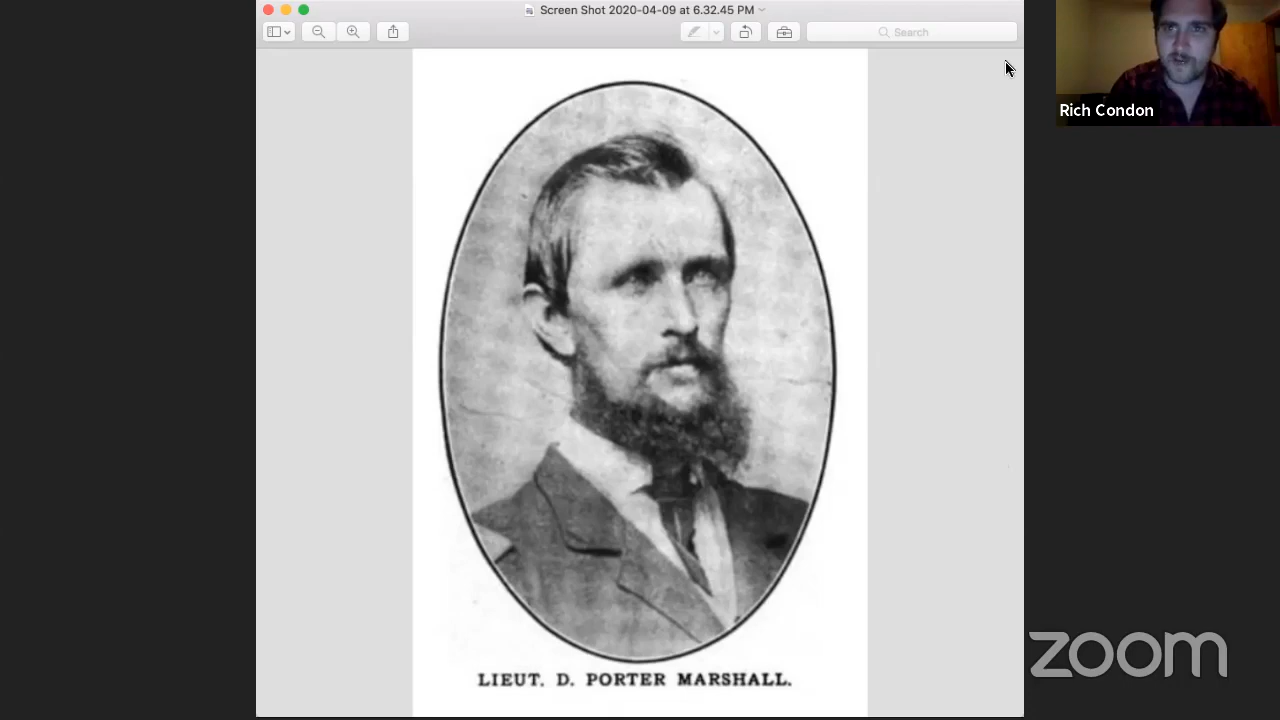 Screen Shot 2020-04-09 at 6.32.45 PM
Search
Rich Condon
LIEUT. D. PORTER MARSHALL.
zoom